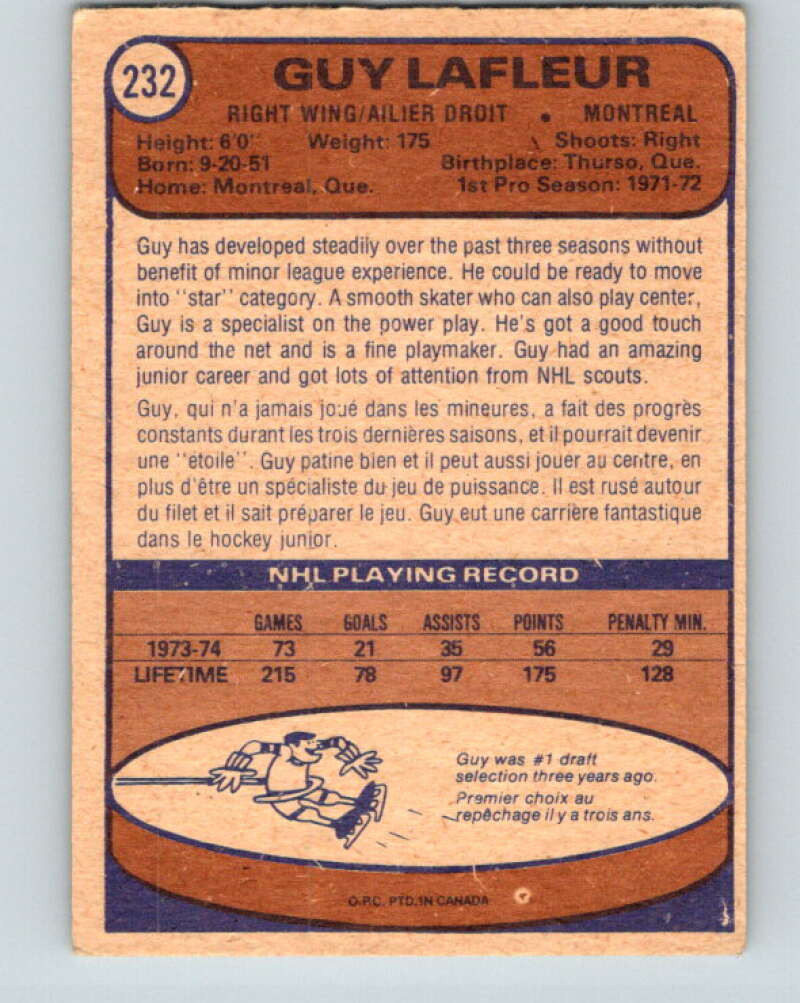 232
GUY LAFLEUR
RIGHT WING/AILIER DROIT • MONTREAL
Height: 6'0" Weight: 175 Shoots: Right
Born: 9-20-51 Birthplace: Thurso, Que.
Home: Montreal, Que. 1st Pro Season: 1971-72
Guy has developed steadily over the past three seasons without
benefit of minor league experience. He could be ready to move
into "star" category. A smooth skater who can also play center,
Guy is a specialist on the power play. He's got a good touch
around the net and is a fine playmaker. Guy had an amazing
junior career and got lots of attention from NHL scouts.
Guy, qui n'a jamais joué dans les mineures, a fait des progrès
constants durant les trois dernières saisons, et il pourrait devenir
une "étoile". Guy patine bien et il peut aussi jouer au centre, en
plus d'être un spécialiste du jeu de puissance. Il est rusé autour
du filet et il sait préparer le jeu. Guy eut une carrière fantastique
dans le hockey junior.
NHL PLAYING RECORD
GAMES GOALS ASSISTS POINTS PENALTY MIN.
1973-74 73 21 35 56 29
LIFETIME 215 78 97 175 128
Guy was #1 draft
selection three years ago.
Premier choix au
repêchage il y a trois ans.
O.P.C. PTD. IN CANADA